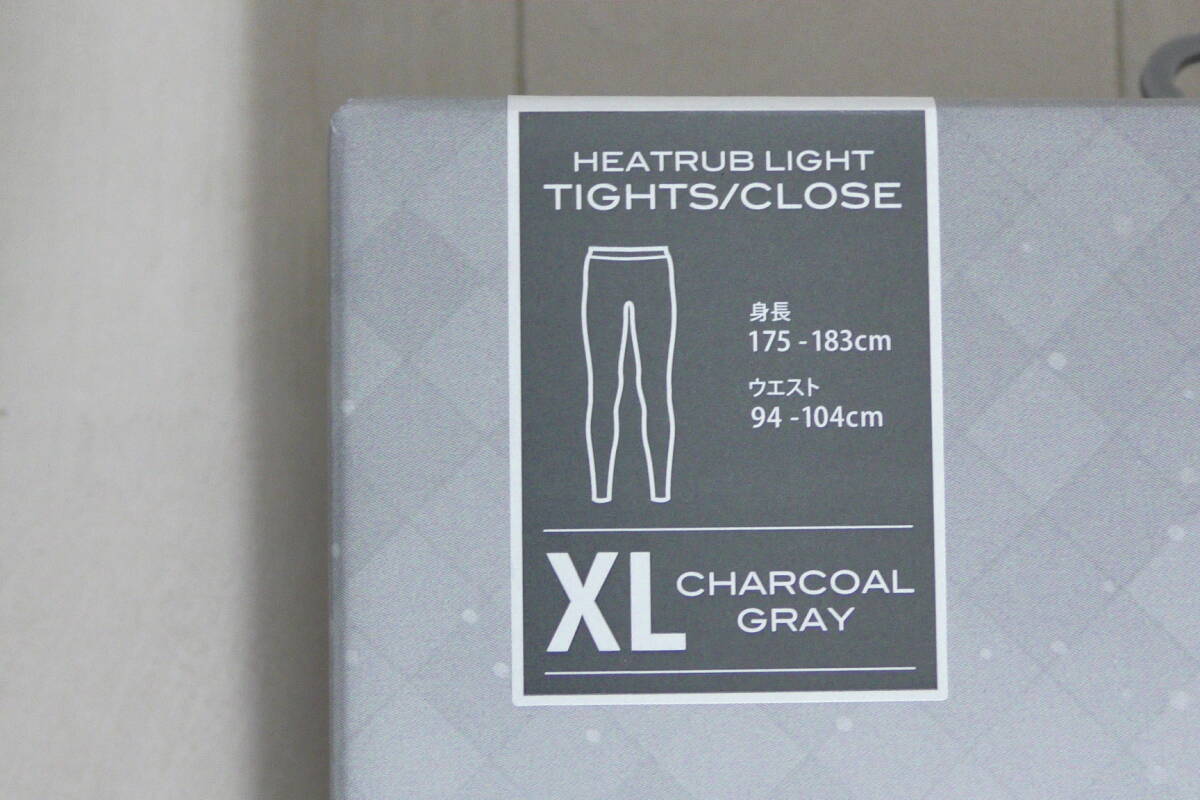 HEATRUB LIGHT
TIGHTS/CLOSE
身長
175 -183cm
ウエスト
94 -104cm
XL CHARCOAL
GRAY